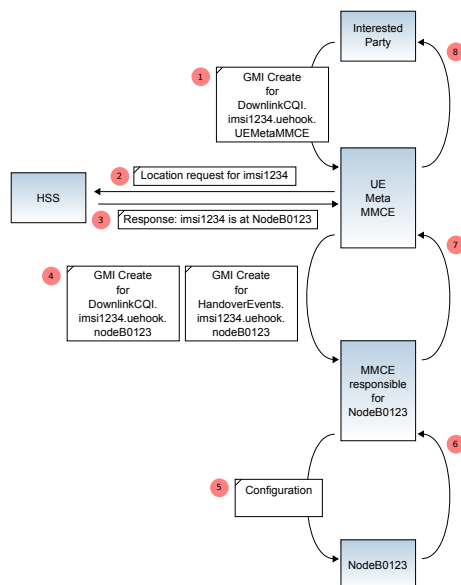 Interested
Party
8
1
GMI Create
for
DownlinkCQI.
imsi1234.uehook.
UEMetaMMCE
2
Location request for imsi1234
HSS
UE
Meta
MMCE
3
Response: imsi1234 is at NodeB0123
4
GMI Create
for
DownlinkCQI.
imsi1234.uehook.
nodeB0123
GMI Create
for
HandoverEvents.
imsi1234.uehook.
nodeB0123
7
MMCE
responsible
for
NodeB0123
6
5
Configuration
NodeB0123